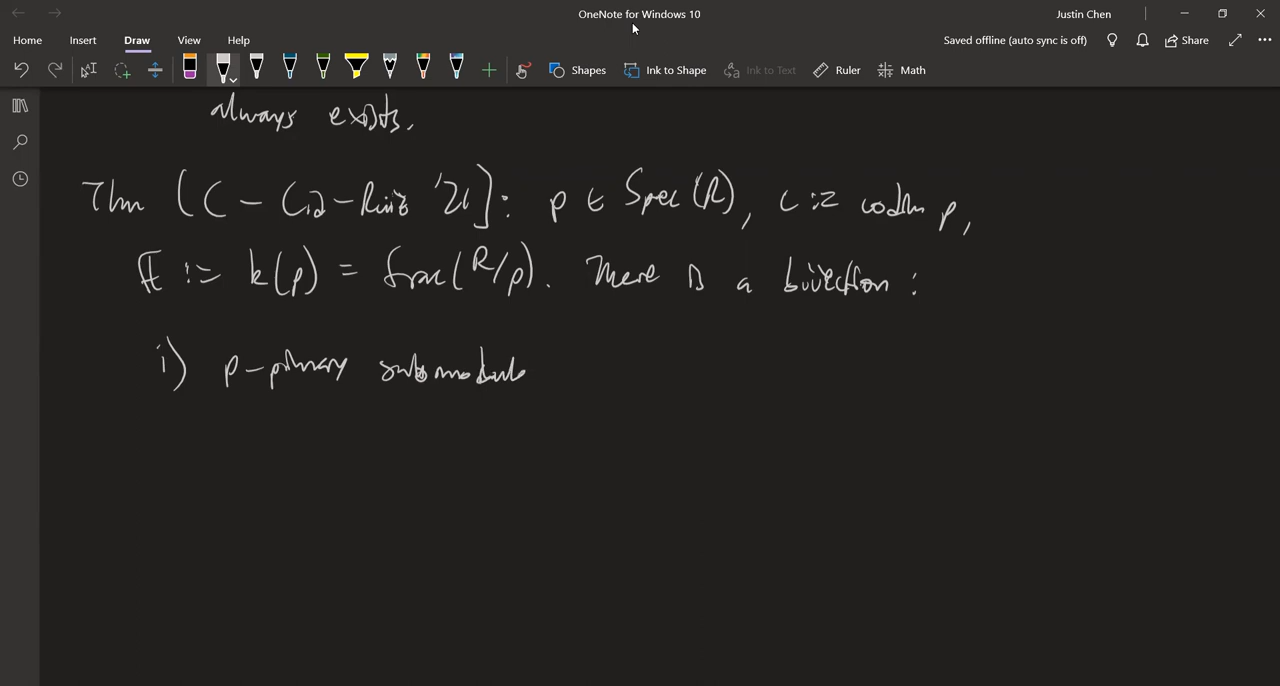 OneNote for Windows 10
Justin Chen
Home Insert Draw View Help
Saved offline (auto sync is off) Share
Shapes Ink to Shape Ink to Text Ruler Math
always exists.
Thm (C - Cid-Ruiz '21]: p ∈ Spec(R), c := codim p,
𝔽 := k(p) = frac(R/p). There is a bijection:
i) p-primary submodule